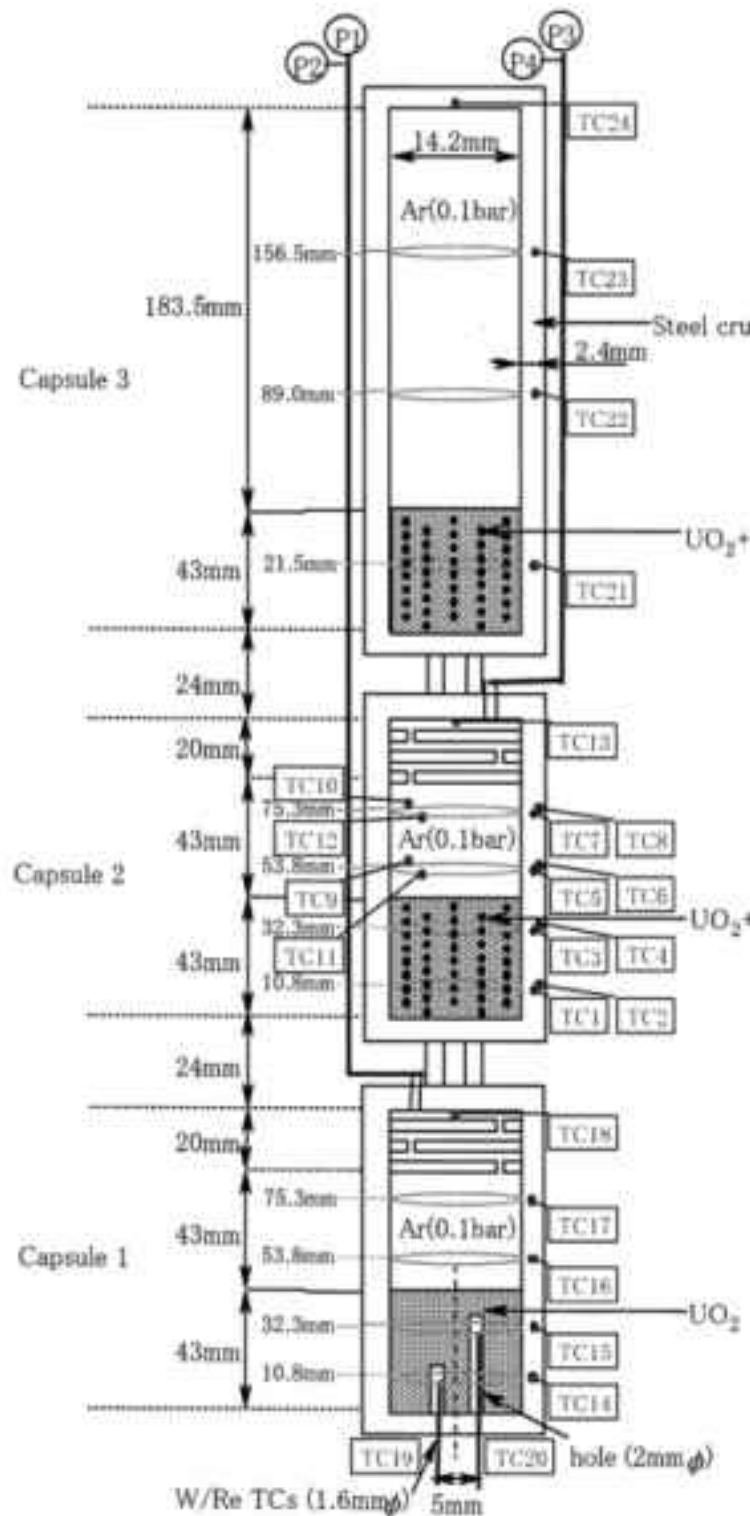 P1
P3
P2
P4
TC24
14.2mm
Ar(0.1bar)
156.5mm
TC23
183.5mm
Steel cru
2.4mm
Capsule 3
89.0mm
TC22
UO₂+
43mm
21.5mm
TC21
24mm
20mm
TC13
TC10
75.3mm
TC12
TC7
TC8
43mm
Ar(0.1bar)
53.8mm
Capsule 2
TC9
TC5
TC6
UO₂+
32.3mm
TC11
TC3
TC4
43mm
10.8mm
TC1
TC2
24mm
TC18
20mm
75.3mm
TC17
43mm
Ar(0.1bar)
Capsule 1
53.8mm
TC16
UO₂
32.3mm
TC15
43mm
10.8mm
TC14
TC19
TC20
hole (2mmϕ)
W/Re TCs (1.6mmϕ)
5mm